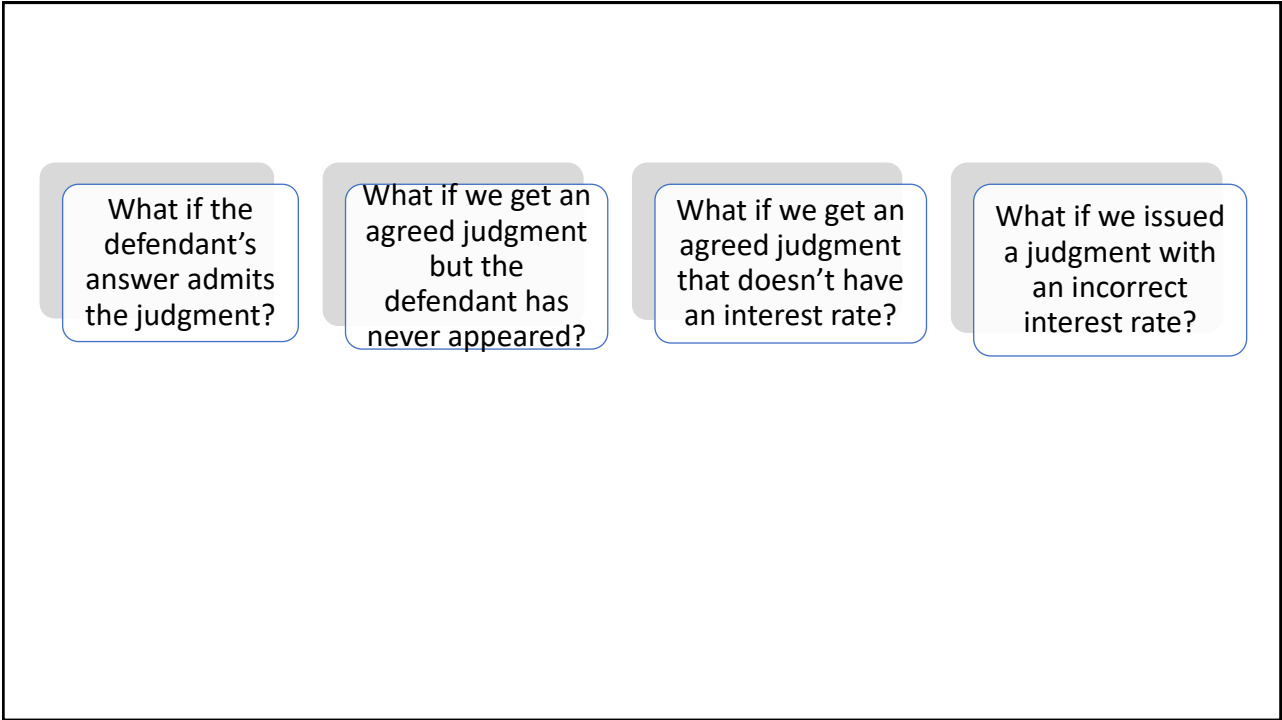 What if the
defendant’s
answer admits
the judgment?
What if we get an
agreed judgment
but the
defendant has
never appeared?
What if we get an
agreed judgment
that doesn’t have
an interest rate?
What if we issued
a judgment with
an incorrect
interest rate?